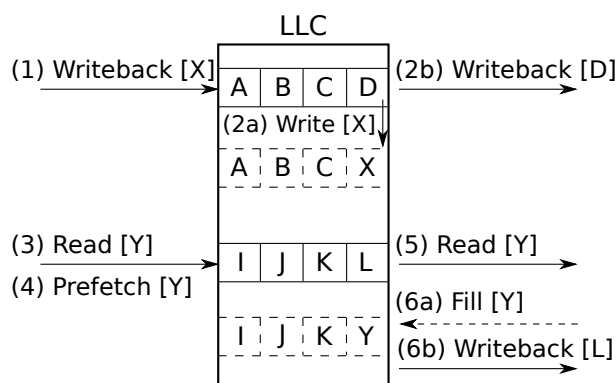 LLC
(1) Writeback [X]
A B C D
(2b) Writeback [D]
(2a) Write [X]
A B C X
(3) Read [Y]
I J K L
(5) Read [Y]
(4) Prefetch [Y]
(6a) Fill [Y]
I J K Y
(6b) Writeback [L]